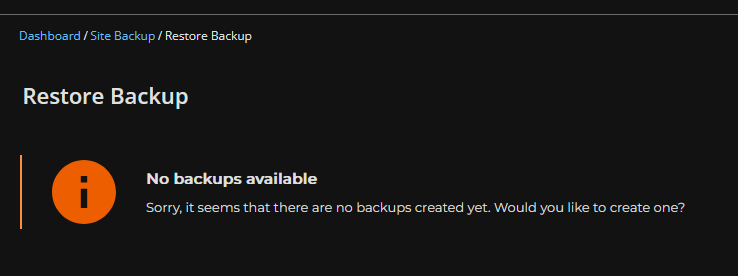 Dashboard / Site Backup / Restore Backup
Restore Backup
No backups available
Sorry, it seems that there are no backups created yet. Would you like to create one?